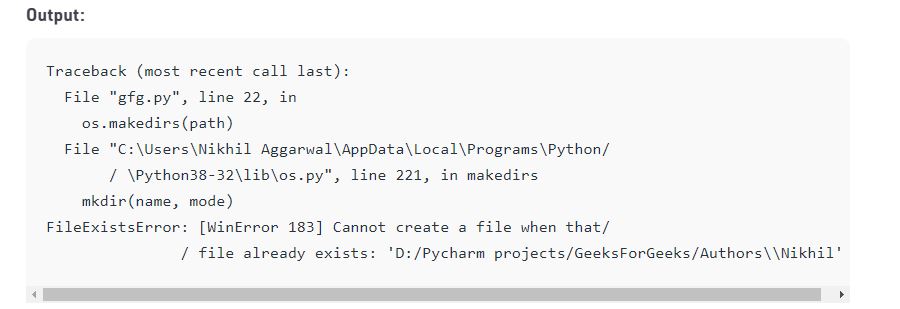 Output:
Traceback (most recent call last):
File "gfg.py", line 22, in
os.makedirs(path)
File "C:\Users\Nikhil Aggarwal\AppData\Local\Programs\Python/
/ \Python38-32\lib\os.py", line 221, in makedirs
mkdir(name, mode)
FileExistsError: [WinError 183] Cannot create a file when that/
/ file already exists: 'D:/Pycharm projects/GeeksForGeeks/Authors\\Nikhil'